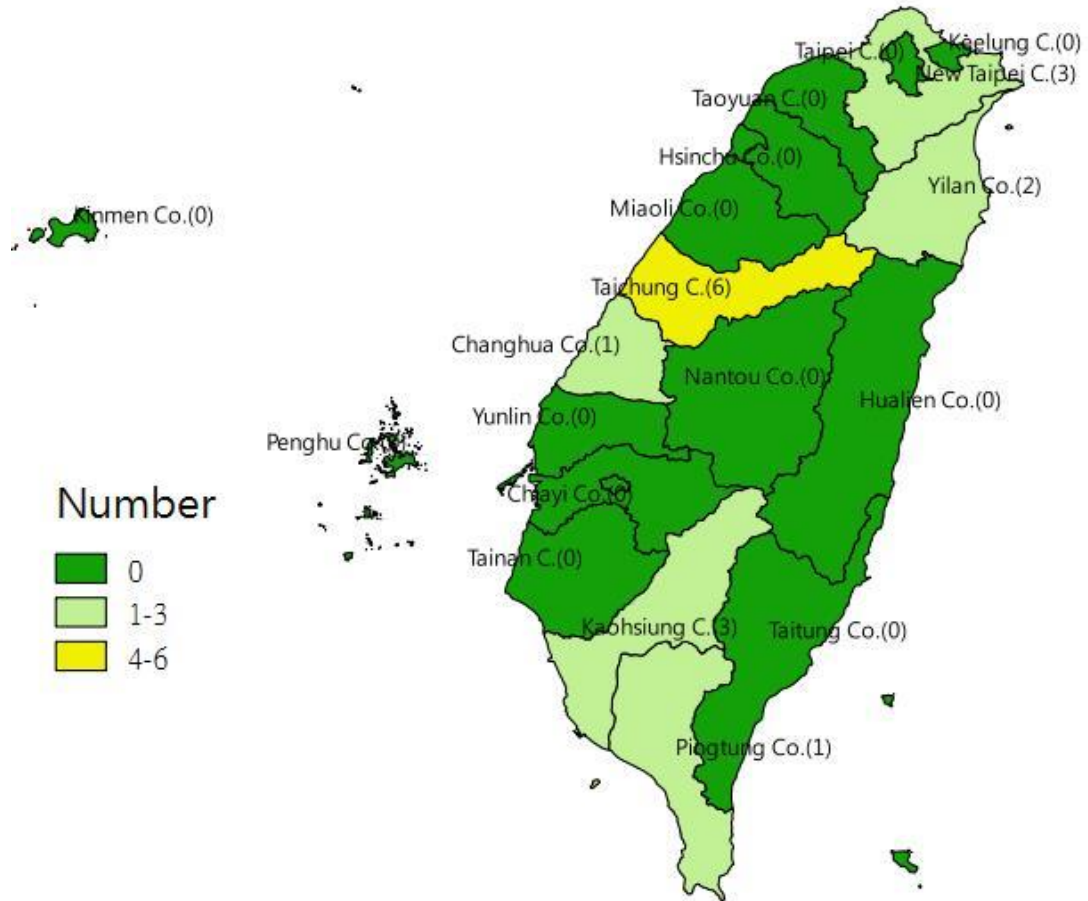 Keelung C.(0)
Taipei C.(0)
New Taipei C.(3)
Taoyuan C.(0)
Hsinchu Co.(0)
Yilan Co.(2)
Miaoli Co.(0)
Kinmen Co.(0)
Taichung C.(6)
Changhua Co.(1)
Nantou Co.(0)
Hualien Co.(0)
Yunlin Co.(0)
Penghu Co.
Chiayi Co.(0)
Tainan C.(0)
Kaohsiung C.(3)
Taitung Co.(0)
Pingtung Co.(1)
Number
0
1-3
4-6